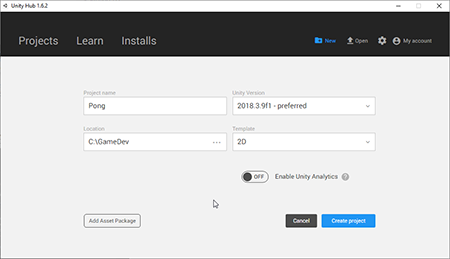 Unity Hub 1.6.2
Projects Learn Installs New Open My account
Project name Unity Version
Pong 2018.3.9f1 - preferred
Location Template
C:\GameDev ... 2D
OFF Enable Unity Analytics ?
Add Asset Package Cancel Create project